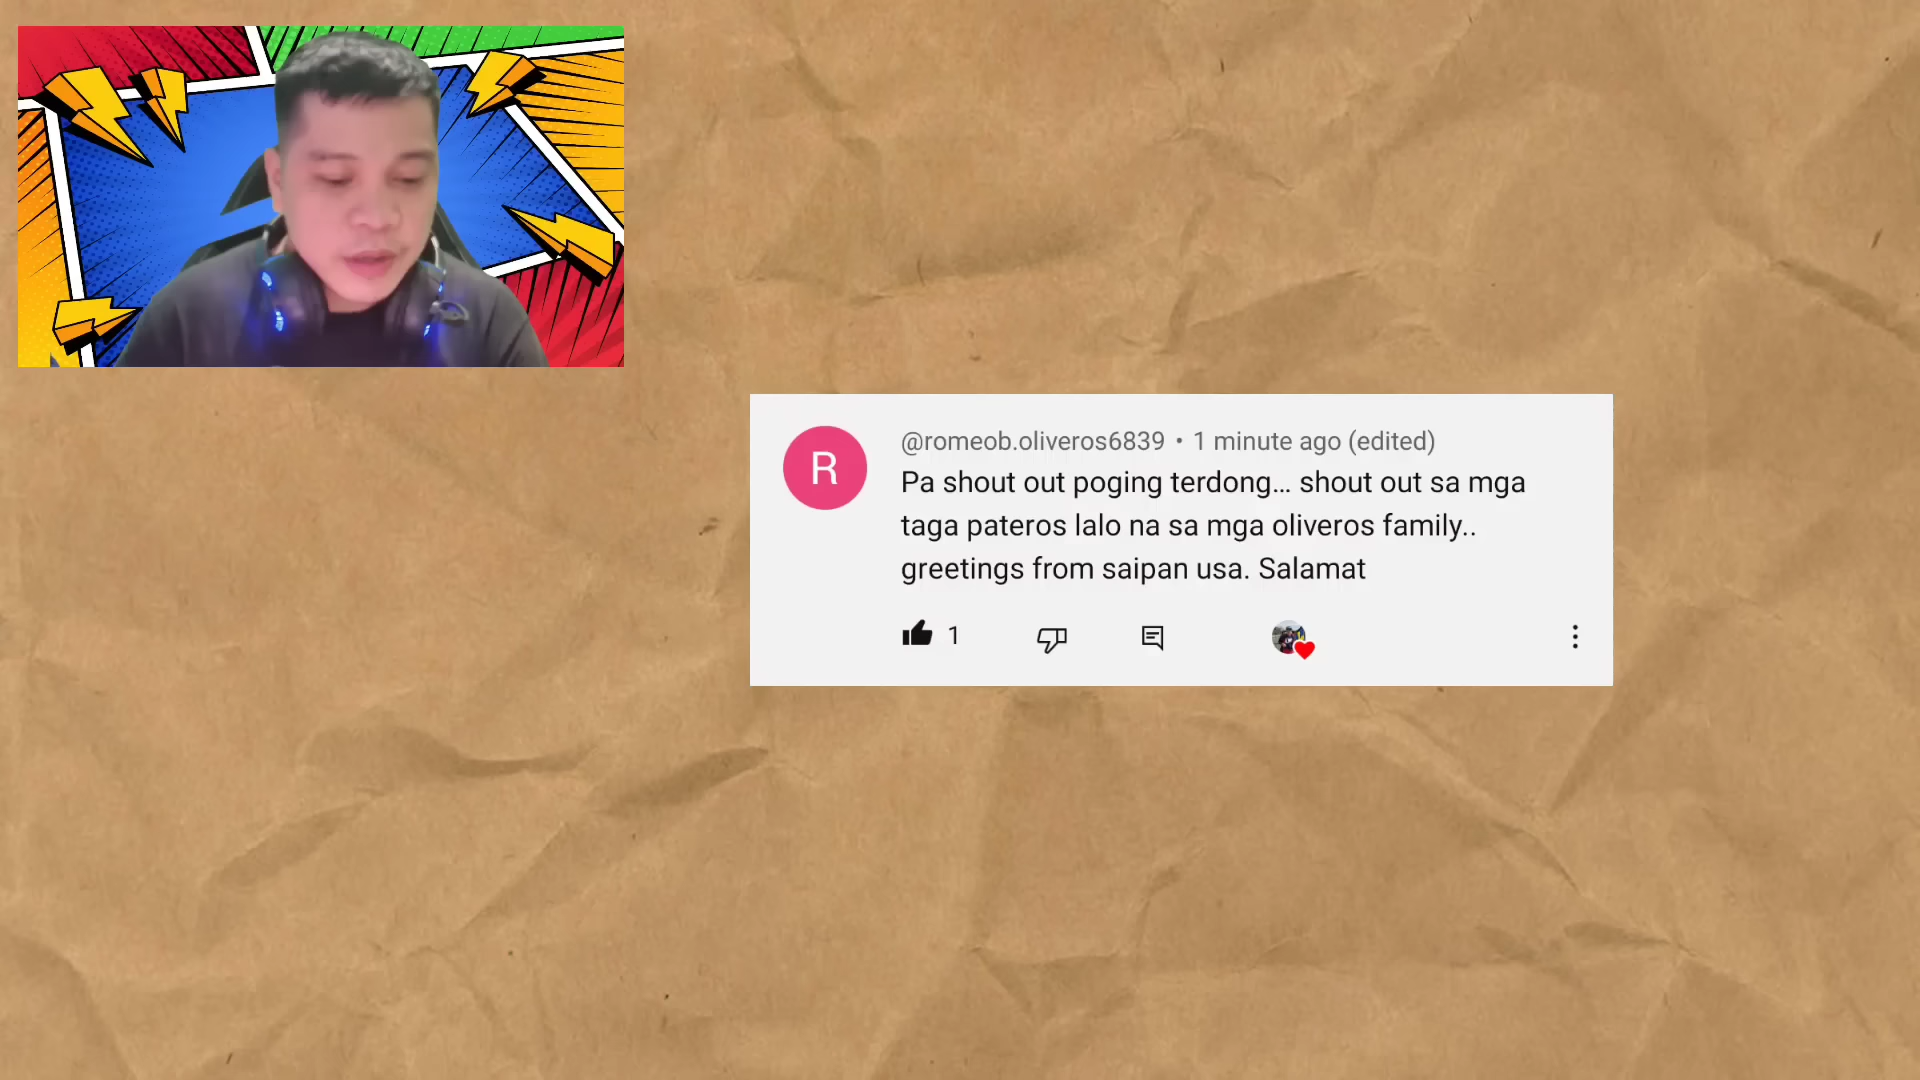 R
@romeob.oliveros6839 • 1 minute ago (edited)
Pa shout out poging terdong... shout out sa mga
taga pateros lalo na sa mga oliveros family..
greetings from saipan usa. Salamat
1